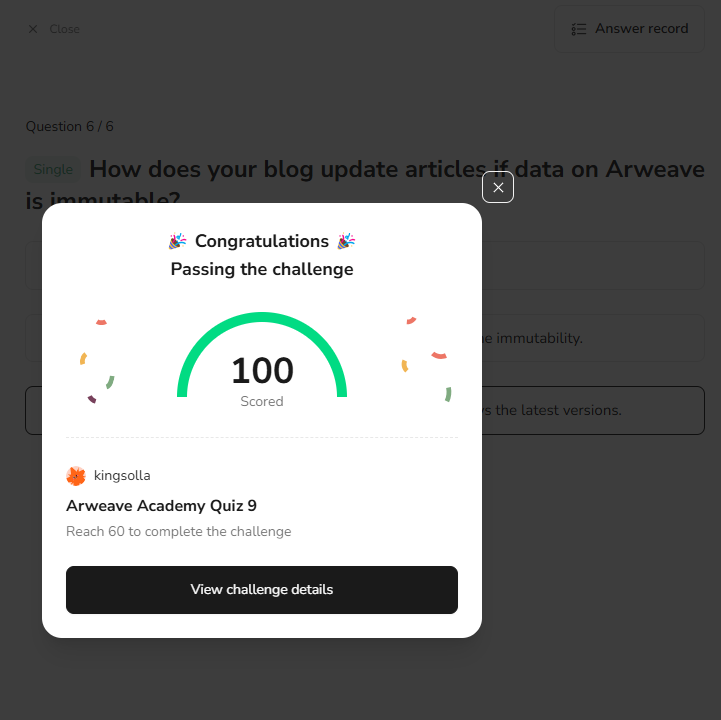 Close
Answer record
Question 6 / 6
Single How does your blog update articles if data on Arweave
is immutable?
Congratulations
Passing the challenge
100
Scored
immutability.
the latest versions.
kingsolla
Arweave Academy Quiz 9
Reach 60 to complete the challenge
View challenge details